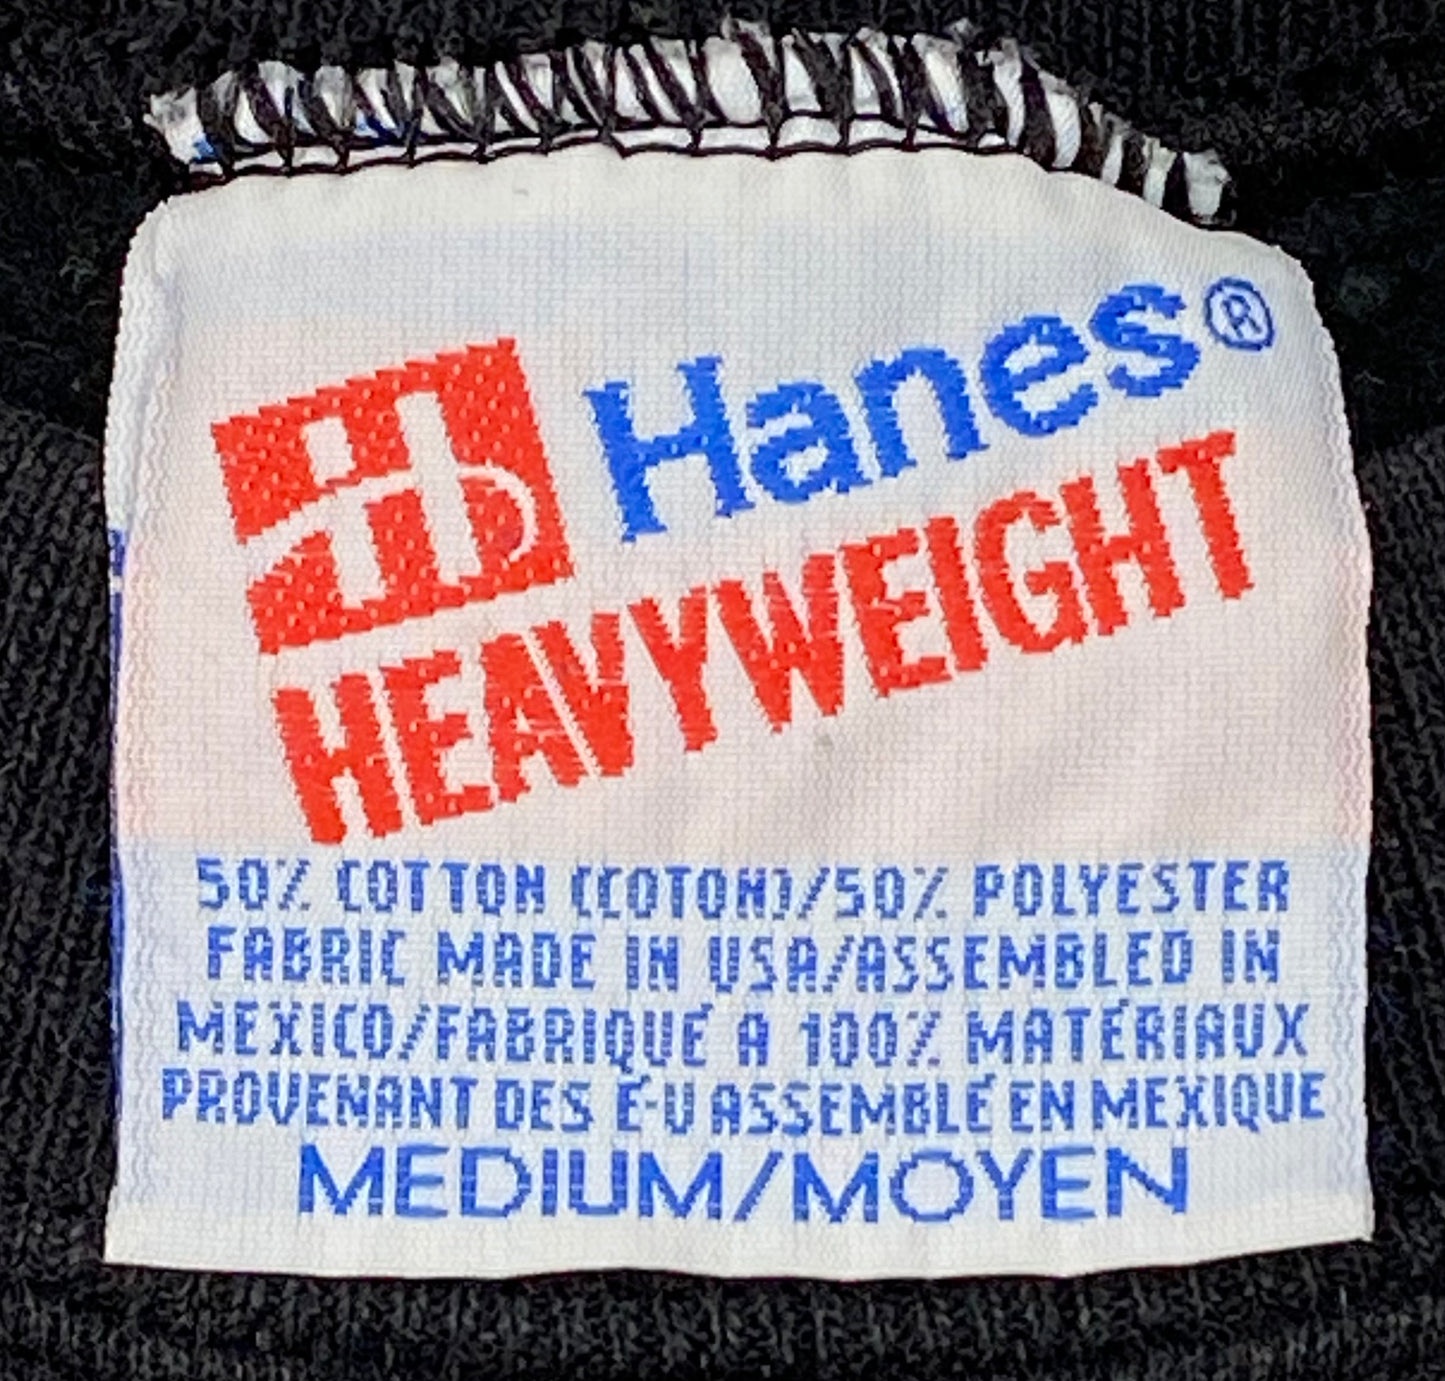 Hanes®
HEAVYWEIGHT
50% COTTON (COTON)/50% POLYESTER
FABRIC MADE IN USA/ASSEMBLED IN
MEXICO/FABRIQUÉ A 100% MATÉRIAUX
PROVENANT DES É-U ASSEMBLÉ EN MEXIQUE
MEDIUM/MOYEN